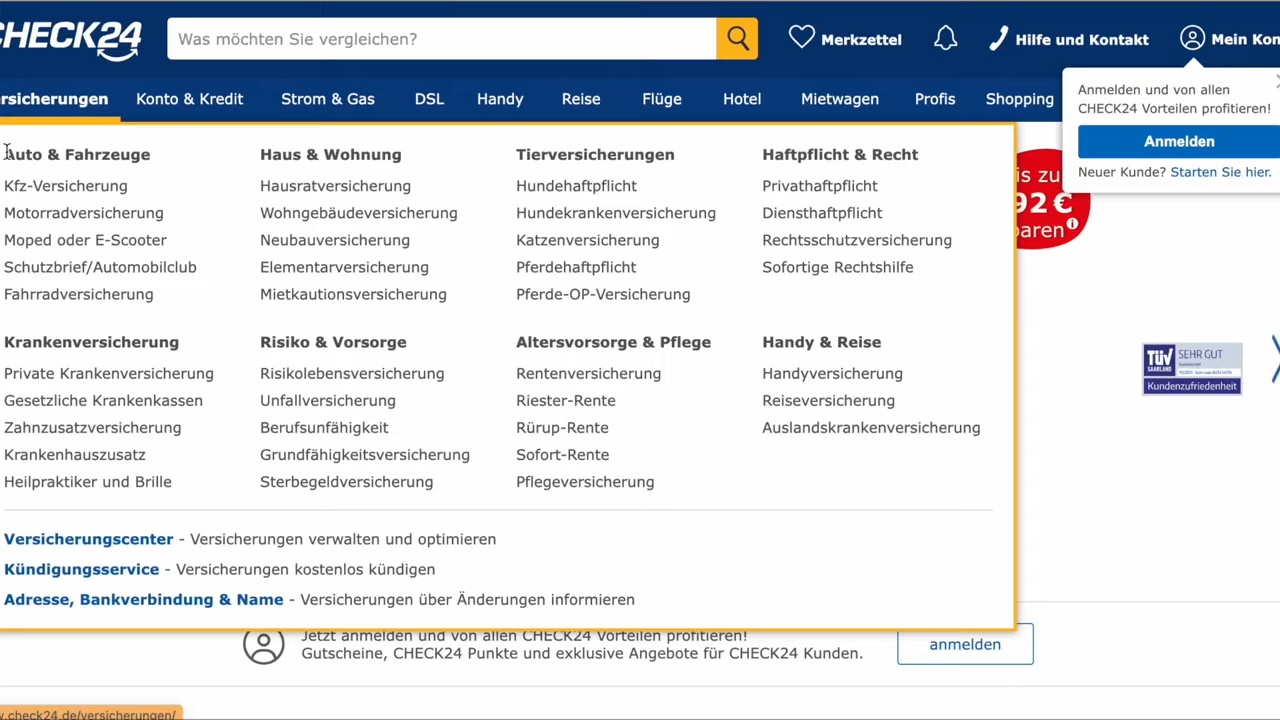 CHECK24
Was möchten Sie vergleichen?
Merkzettel
Hilfe und Kontakt
Mein Kon
ersicherungen
Konto & Kredit
Strom & Gas
DSL
Handy
Reise
Flüge
Hotel
Mietwagen
Profis
Shopping
Anmelden und von allen
CHECK24 Vorteilen profitieren!
Anmelden
Neuer Kunde? Starten Sie hier.
Auto & Fahrzeuge
Kfz-Versicherung
Motorradversicherung
Moped oder E-Scooter
Schutzbrief/Automobilclub
Fahrradversicherung
Haus & Wohnung
Hausratversicherung
Wohngebäudeversicherung
Neubauversicherung
Elementarversicherung
Mietkautionsversicherung
Tierversicherungen
Hundehaftpflicht
Hundekrankenversicherung
Katzenversicherung
Pferdehaftpflicht
Pferde-OP-Versicherung
Haftpflicht & Recht
Privathaftpflicht
Diensthaftpflicht
Rechtsschutzversicherung
Sofortige Rechtshilfe
is zu
92 €
paren
Krankenversicherung
Private Krankenversicherung
Gesetzliche Krankenkassen
Zahnzusatzversicherung
Krankenhauszusatz
Heilpraktiker und Brille
Risiko & Vorsorge
Risikolebensversicherung
Unfallversicherung
Berufsunfähigkeit
Grundfähigkeitsversicherung
Sterbegeldversicherung
Altersvorsorge & Pflege
Rentenversicherung
Riester-Rente
Rürup-Rente
Sofort-Rente
Pflegeversicherung
Handy & Reise
Handyversicherung
Reiseversicherung
Auslandskrankenversicherung
TÜV
SAARLAND
SEHR GUT
Kundenzufriedenheit
Versicherungscenter - Versicherungen verwalten und optimieren
Kündigungsservice - Versicherungen kostenlos kündigen
Adresse, Bankverbindung & Name - Versicherungen über Änderungen informieren
Jetzt anmelden und von allen CHECK24 Vorteilen profitieren!
Gutscheine, CHECK24 Punkte und exklusive Angebote für CHECK24 Kunden.
anmelden
w.check24.de/versicherungen/